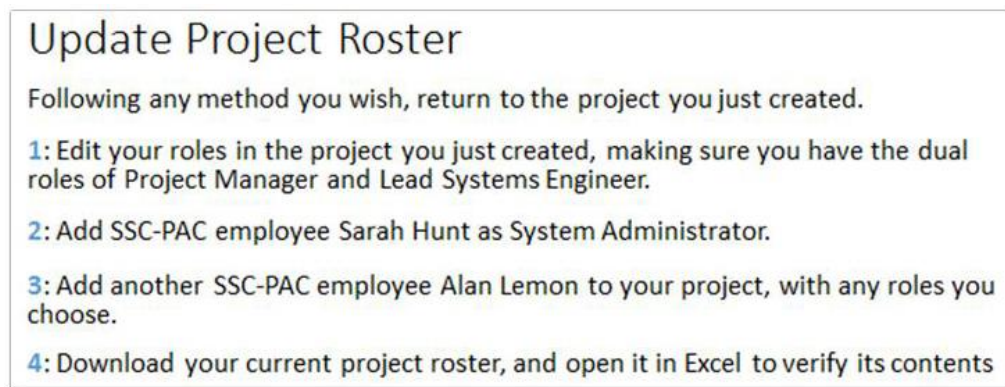 Update Project Roster
Following any method you wish, return to the project you just created.
1: Edit your roles in the project you just created, making sure you have the dual
roles of Project Manager and Lead Systems Engineer.
2: Add SSC-PAC employee Sarah Hunt as System Administrator.
3: Add another SSC-PAC employee Alan Lemon to your project, with any roles you
choose.
4: Download your current project roster, and open it in Excel to verify its contents